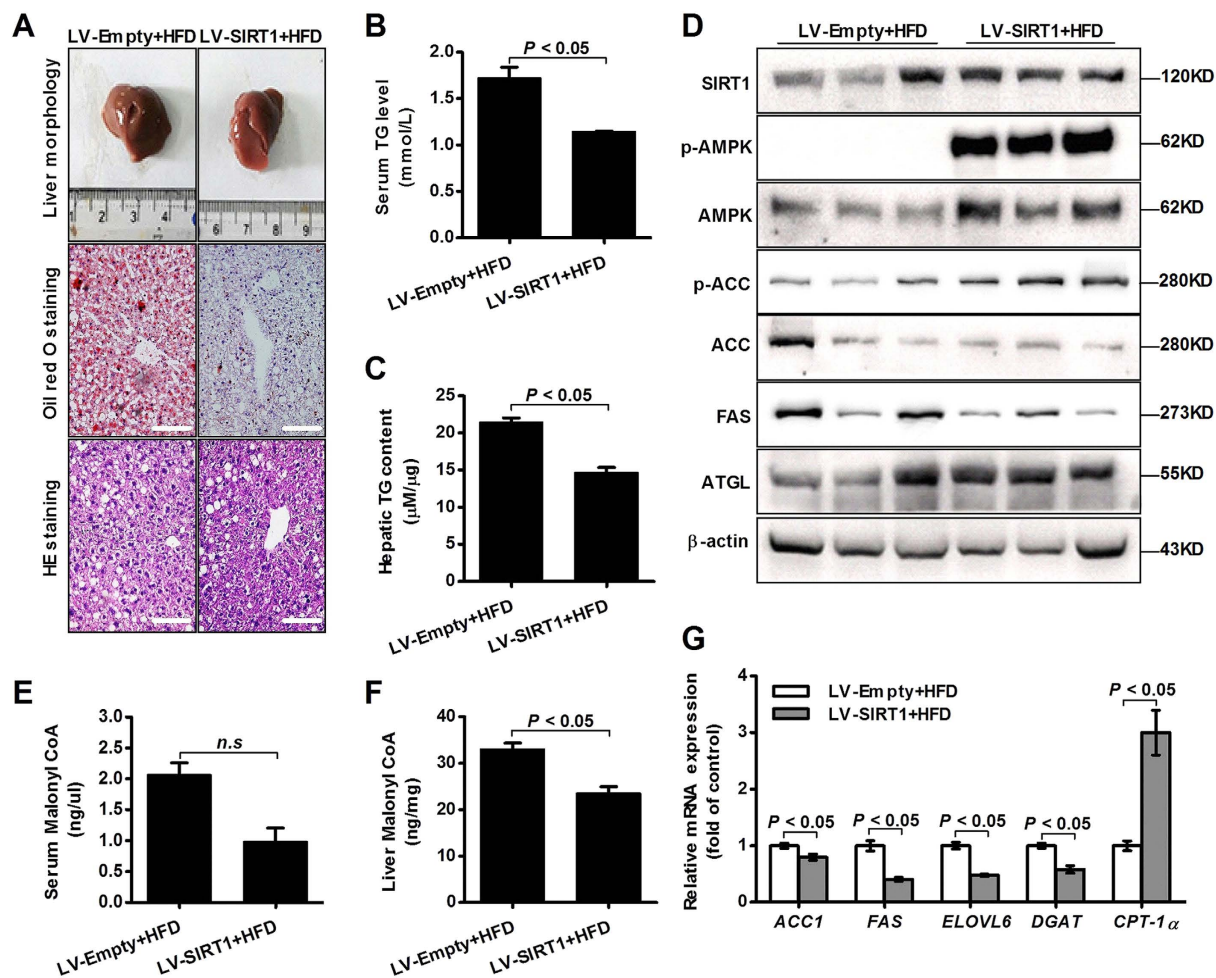 A
LV-Empty+HFD LV-SIRT1+HFD
Liver morphology
1 2 3 4
6 7 8 9
Oil red O staining
HE staining
B
P < 0.05
Serum TG level
(mmol/L)
2.0
1.5
1.0
0.5
0.0
LV-Empty+HFD
LV-SIRT1+HFD
C
P < 0.05
Hepatic TG content
(μM/μg)
25
20
15
10
5
0
LV-Empty+HFD
LV-SIRT1+HFD
D
LV-Empty+HFD LV-SIRT1+HFD
SIRT1 120KD
p-AMPK 62KD
AMPK 62KD
p-ACC 280KD
ACC 280KD
FAS 273KD
ATGL 55KD
β-actin 43KD
E
n.s
Serum Malonyl CoA
(ng/ul)
3.0
2.5
2.0
1.5
1.0
0.5
0.0
LV-Empty+HFD
LV-SIRT1+HFD
F
P < 0.05
Liver Malonyl CoA
(ng/mg)
40
30
20
10
0
LV-Empty+HFD
LV-SIRT1+HFD
G
Relative mRNA expression
(fold of control)
4
3
2
1
0
LV-Empty+HFD
LV-SIRT1+HFD
P < 0.05
P < 0.05
P < 0.05
P < 0.05
P < 0.05
ACC1 FAS ELOVL6 DGAT CPT-1α